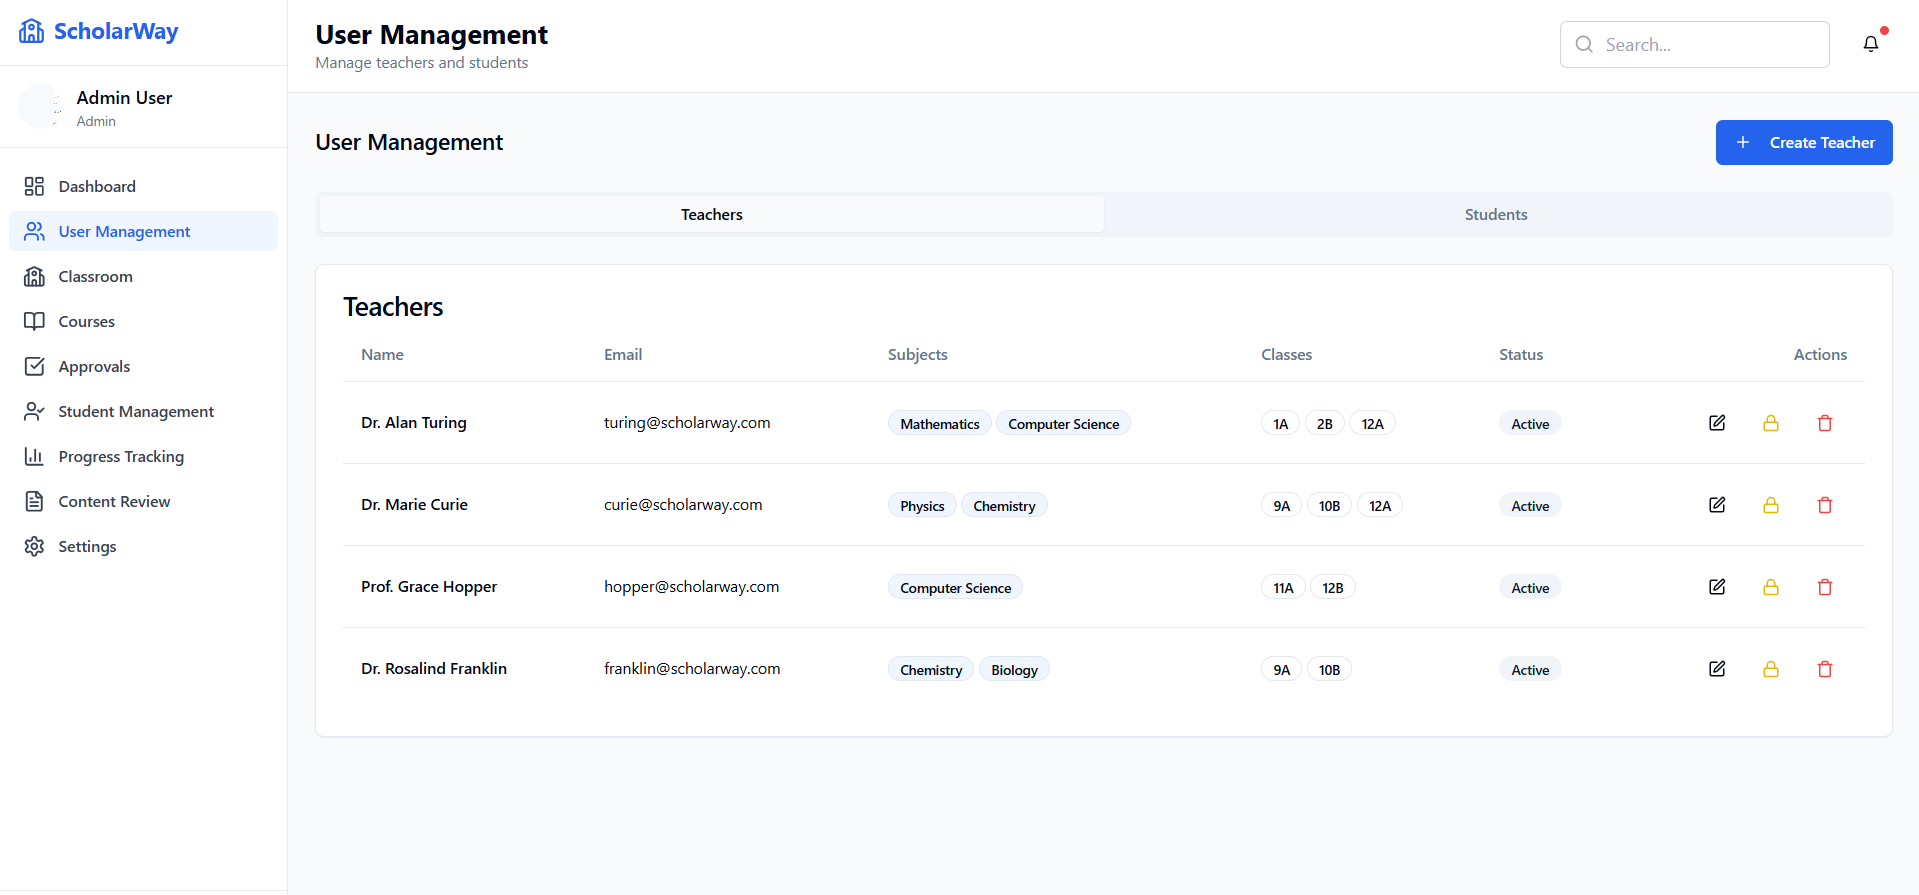 ScholarWay
Admin User
Admin
Dashboard
User Management
Classroom
Courses
Approvals
Student Management
Progress Tracking
Content Review
Settings
User Management
Manage teachers and students
Search...
User Management
Create Teacher
Teachers Students
Teachers
Name Email Subjects Classes Status Actions
Dr. Alan Turing turing@scholarway.com Mathematics Computer Science 1A 2B 12A Active
Dr. Marie Curie curie@scholarway.com Physics Chemistry 9A 10B 12A Active
Prof. Grace Hopper hopper@scholarway.com Computer Science 11A 12B Active
Dr. Rosalind Franklin franklin@scholarway.com Chemistry Biology 9A 10B Active